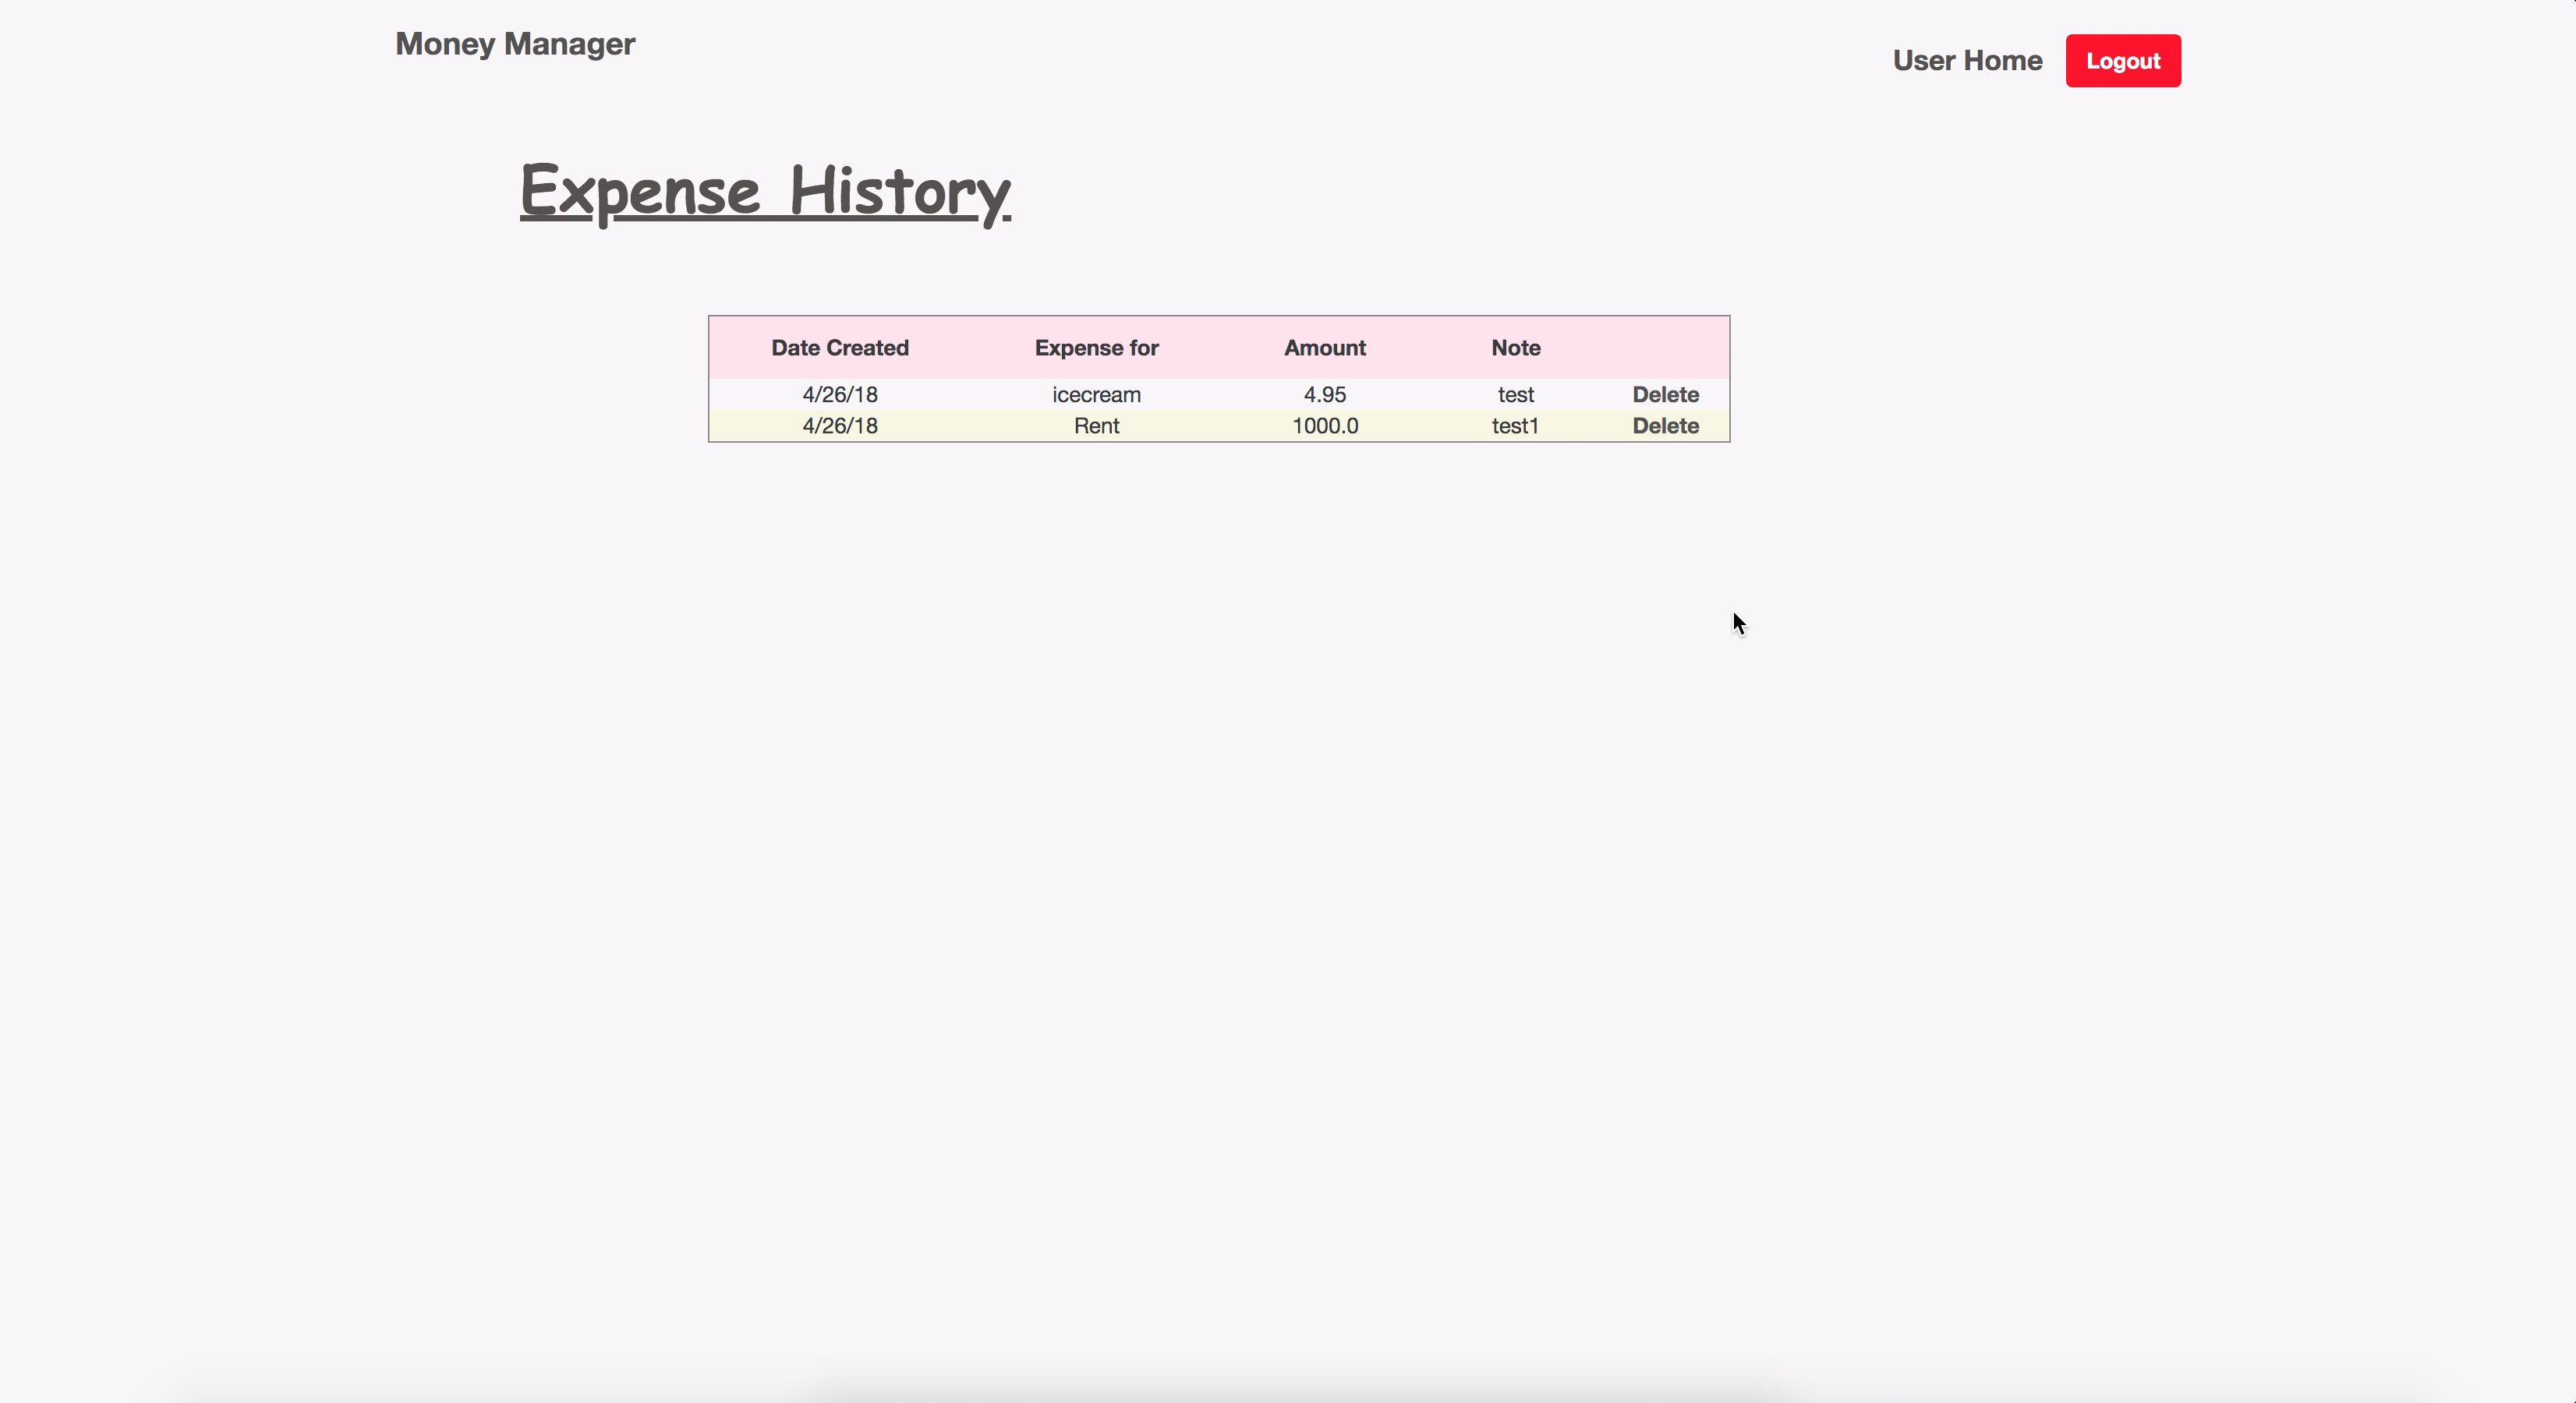 Money Manager
User Home Logout
Expense History
Date Created Expense for Amount Note
4/26/18 icecream 4.95 test Delete
4/26/18 Rent 1000.0 test1 Delete